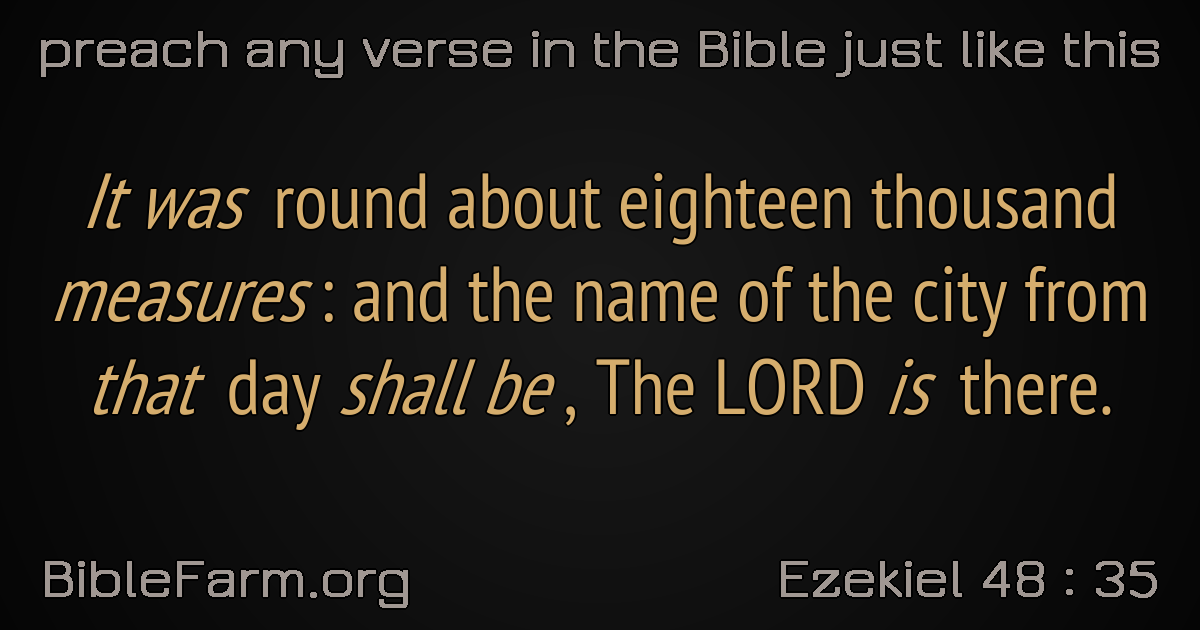 preach any verse in the Bible just like this
It was round about eighteen thousand
measures: and the name of the city from
that day shall be, The LORD is there.
BibleFarm.org
Ezekiel 48 : 35